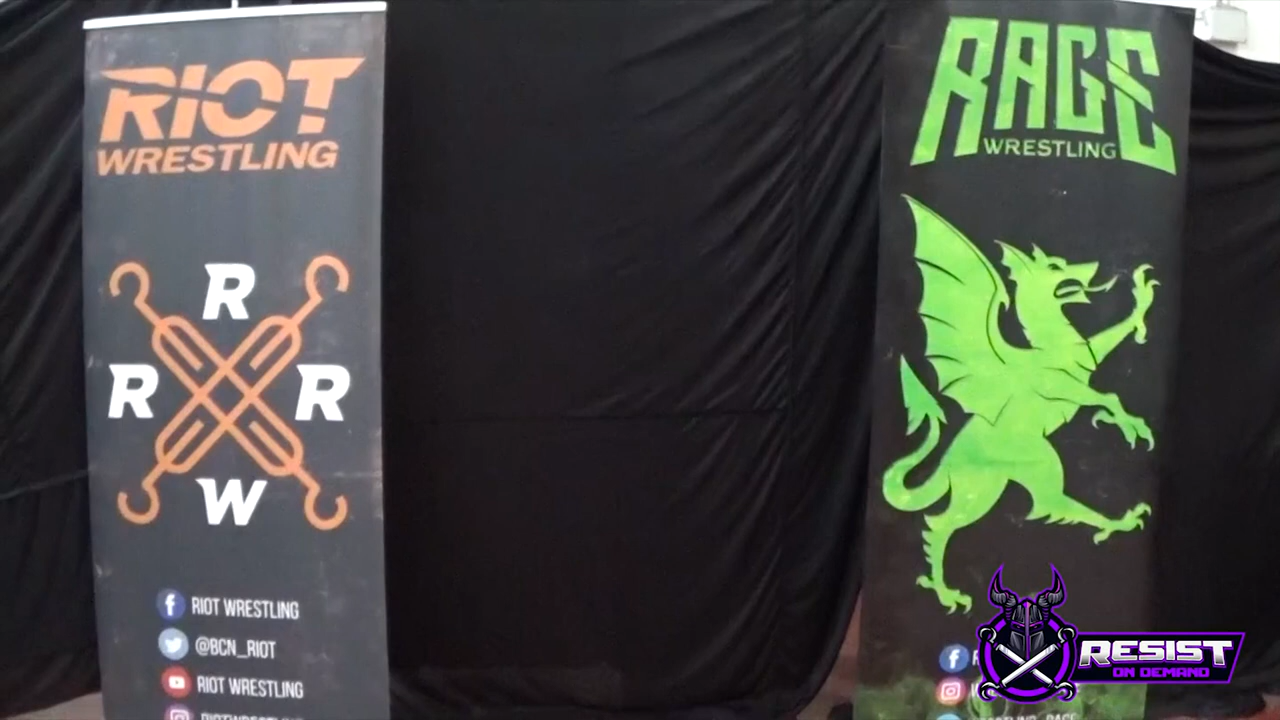 RIOT
WRESTLING
R
R R
W
RIOT WRESTLING
@BCN_RIOT
RIOT WRESTLING
RAGE
WRESTLING
RESIST
ON DEMAND